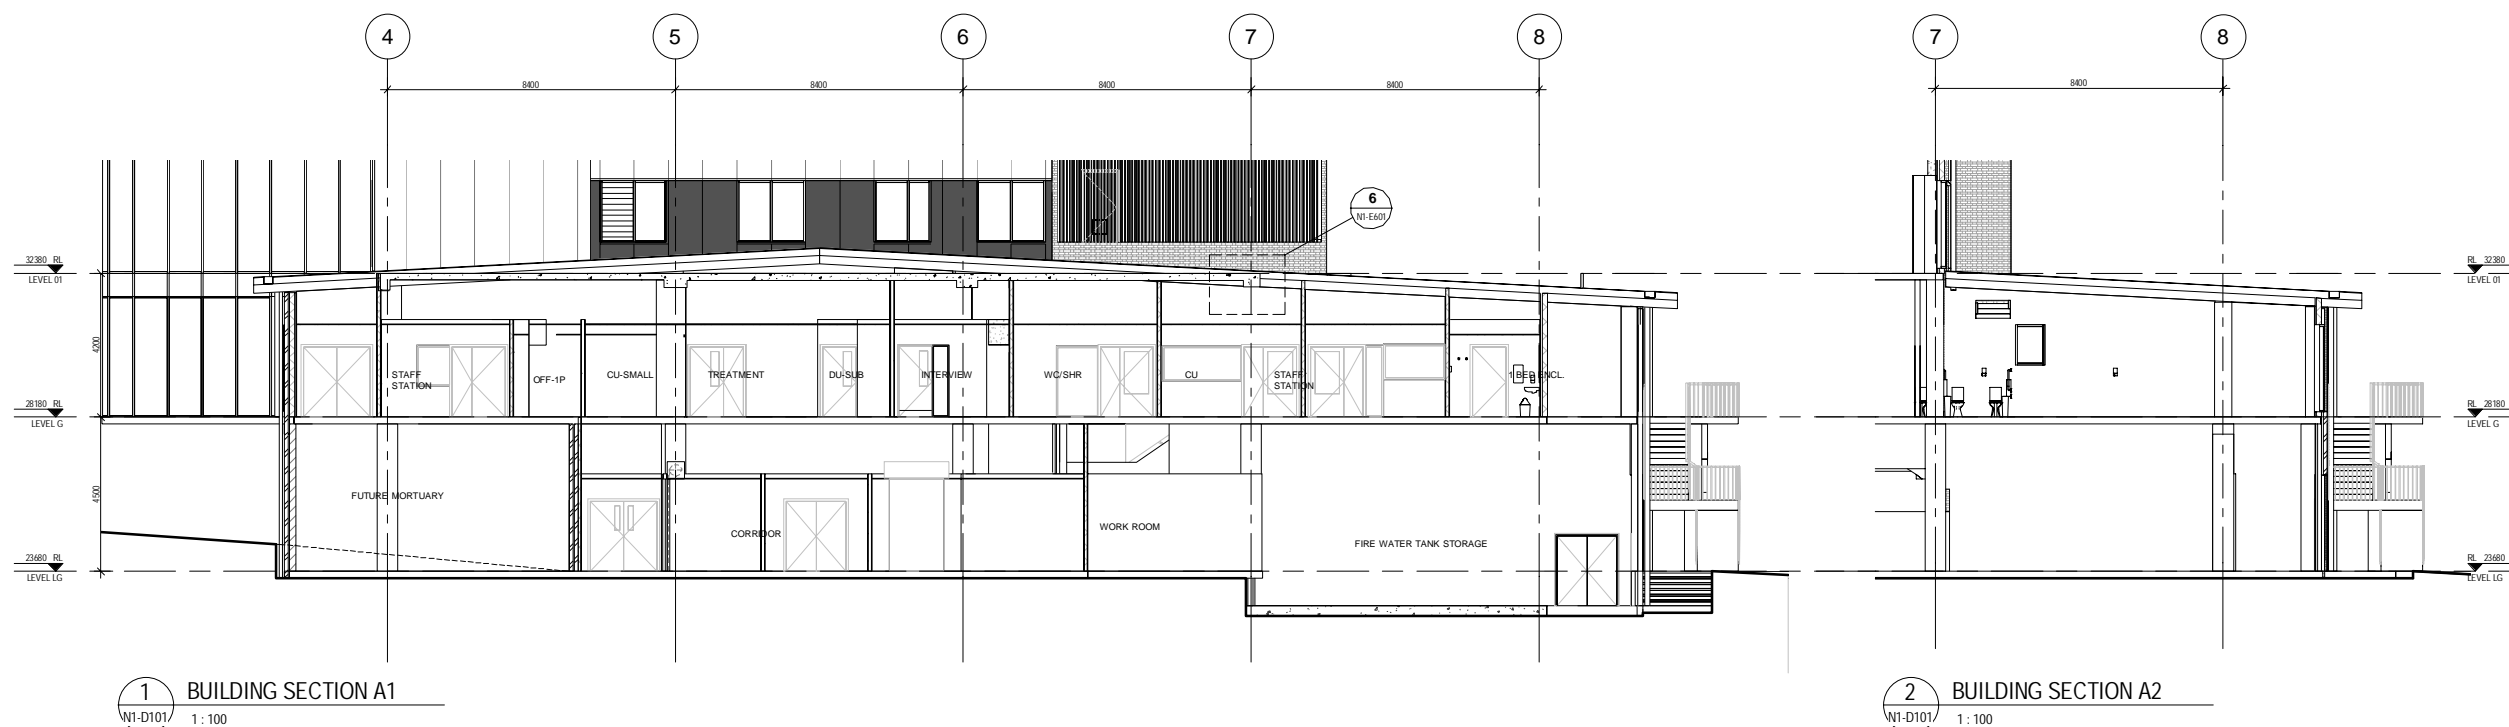 4 5 6 7 8 7 8
8400 8400 8400 8400 8400
6
N1-E601
32380 RL
LEVEL 01
RL 32380
LEVEL 01
4200
STAFF
STATION
OFF-1P
CU-SMALL
TREATMENT
DU-SUB
INTERVIEW
WC/SHR
CU
STAFF
STATION
1 BED ENCL.
28180 RL
LEVEL G
RL 28180
LEVEL G
4500
FUTURE MORTUARY
CORRIDOR
WORK ROOM
FIRE WATER TANK STORAGE
23680 RL
LEVEL LG
RL 23680
LEVEL LG
1
N1-D101
BUILDING SECTION A1
1 : 100
2
N1-D101
BUILDING SECTION A2
1 : 100